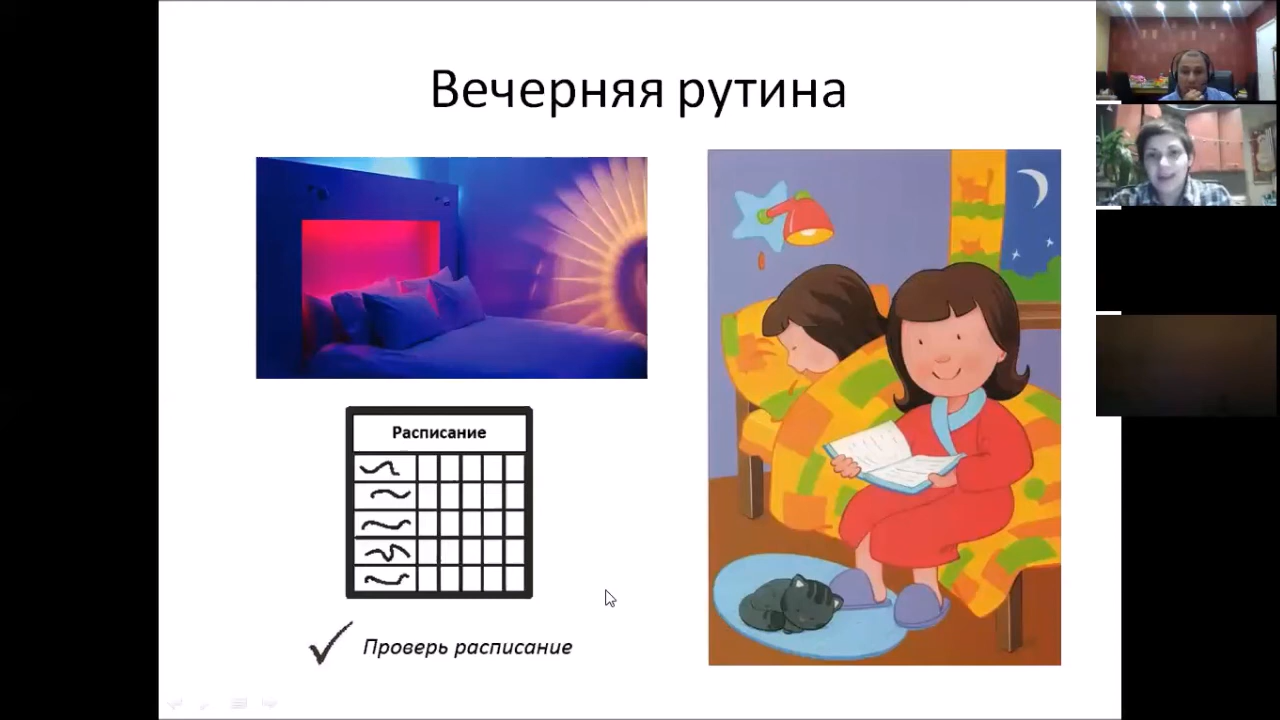 Вечерняя рутина
Расписание
Проверь расписание